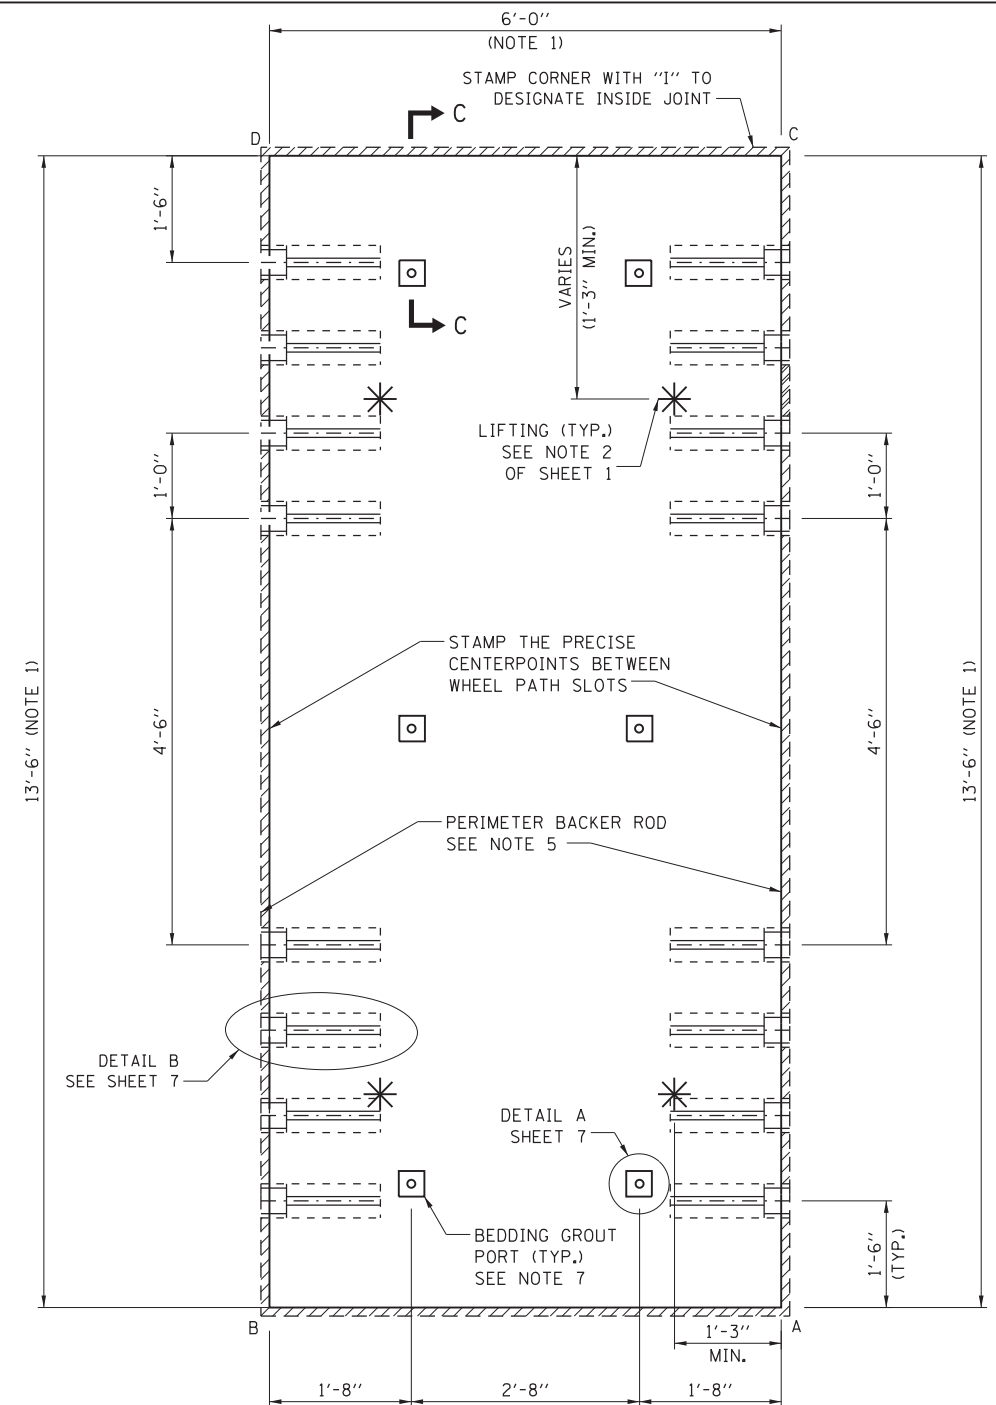 6'-0"
(NOTE 1)
STAMP CORNER WITH "I" TO
DESIGNATE INSIDE JOINT
C
D
C
1'-6"
VARIES
(1'-3" MIN.)
C
LIFTING (TYP.)
SEE NOTE 2
OF SHEET 1
1'-0"
1'-0"
STAMP THE PRECISE
CENTERPOINTS BETWEEN
WHEEL PATH SLOTS
13'-6" (NOTE 1)
4'-6"
4'-6"
13'-6" (NOTE 1)
PERIMETER BACKER ROD
SEE NOTE 5
DETAIL B
SEE SHEET 7
DETAIL A
SHEET 7
BEDDING GROUT
PORT (TYP.)
SEE NOTE 7
1'-6"
(TYP.)
B
A
1'-3"
MIN.
1'-8"
2'-8"
1'-8"